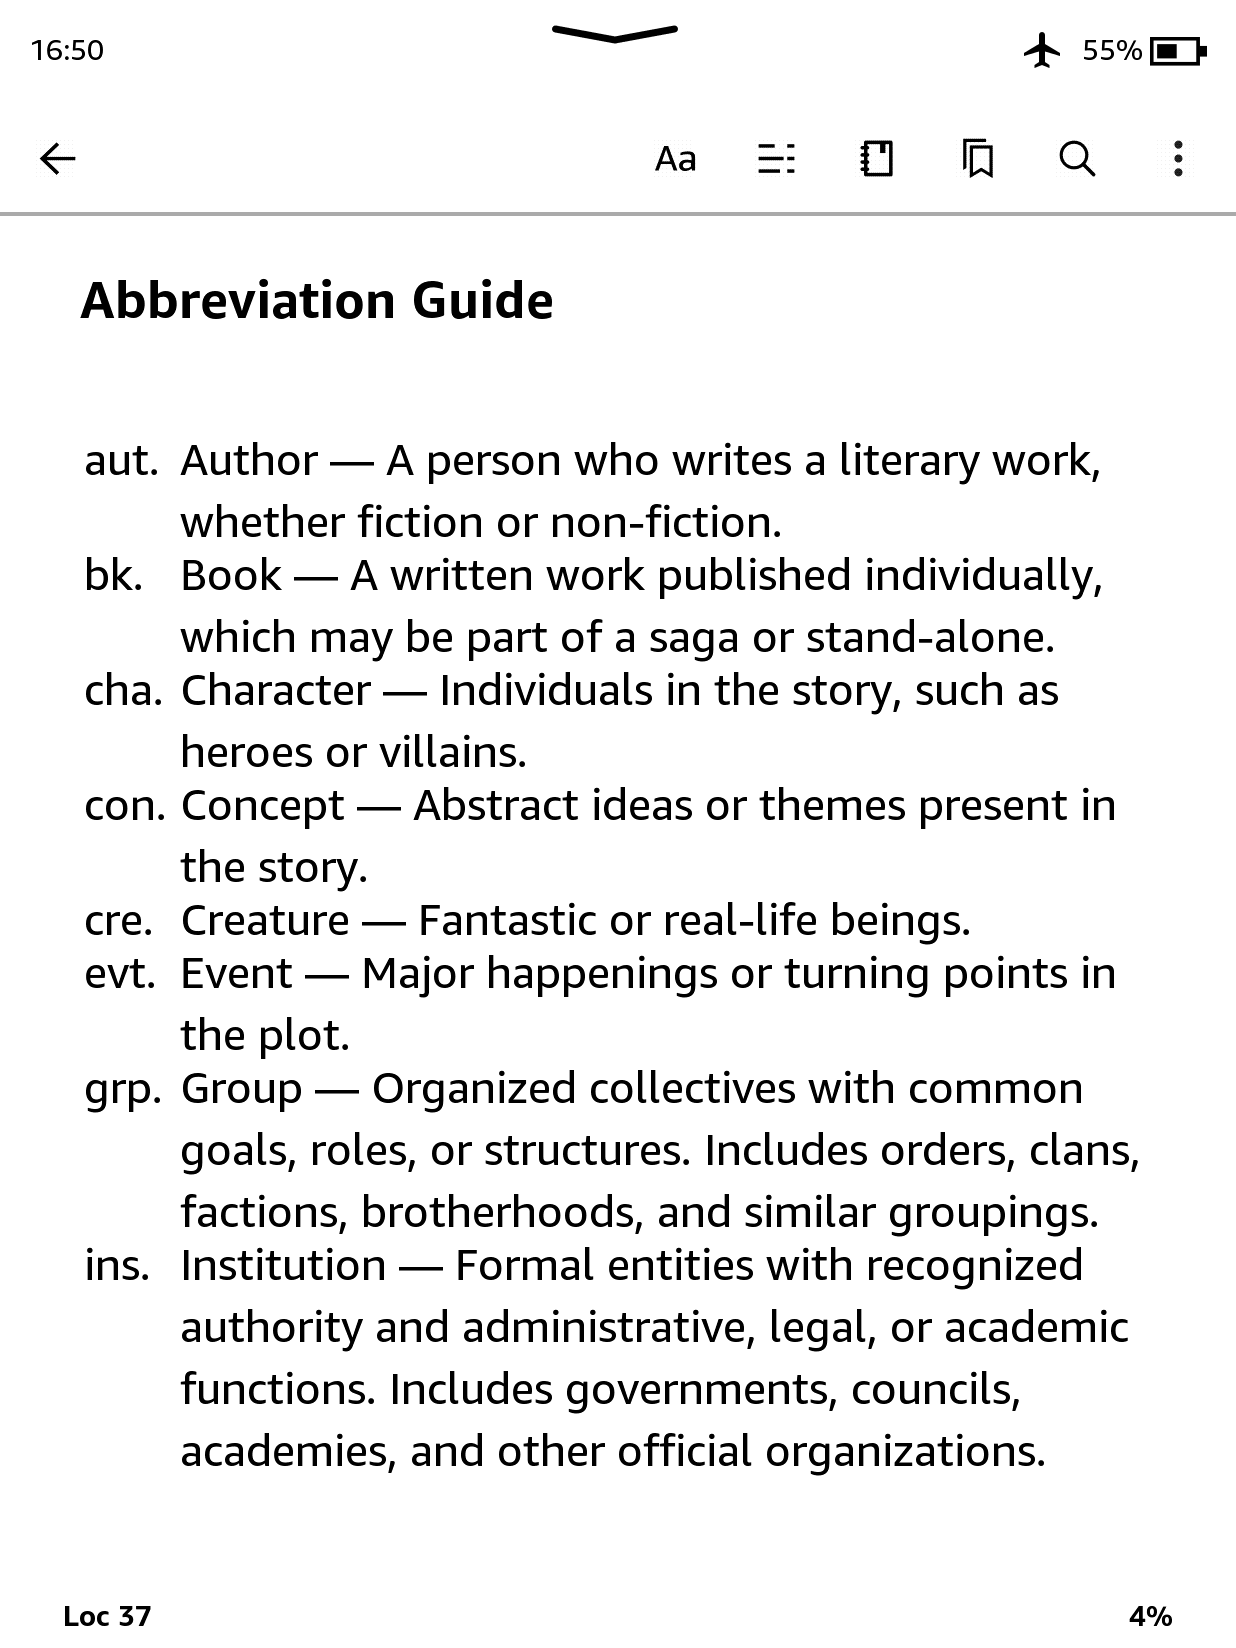 16:50
55%
Aa
Abbreviation Guide
aut. Author — A person who writes a literary work,
whether fiction or non-fiction.
bk. Book — A written work published individually,
which may be part of a saga or stand-alone.
cha. Character — Individuals in the story, such as
heroes or villains.
con. Concept — Abstract ideas or themes present in
the story.
cre. Creature — Fantastic or real-life beings.
evt. Event — Major happenings or turning points in
the plot.
grp. Group — Organized collectives with common
goals, roles, or structures. Includes orders, clans,
factions, brotherhoods, and similar groupings.
ins. Institution — Formal entities with recognized
authority and administrative, legal, or academic
functions. Includes governments, councils,
academies, and other official organizations.
Loc 37
4%